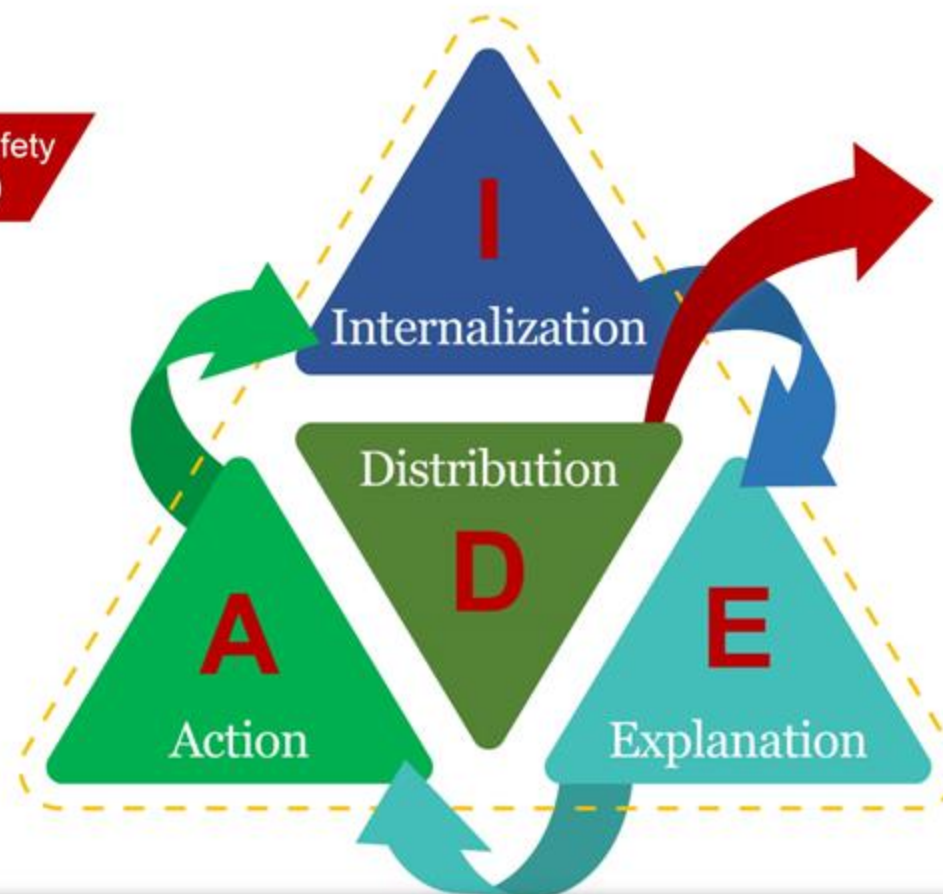 fety
)
I
Internalization
Distribution
D
A
Action
E
Explanation